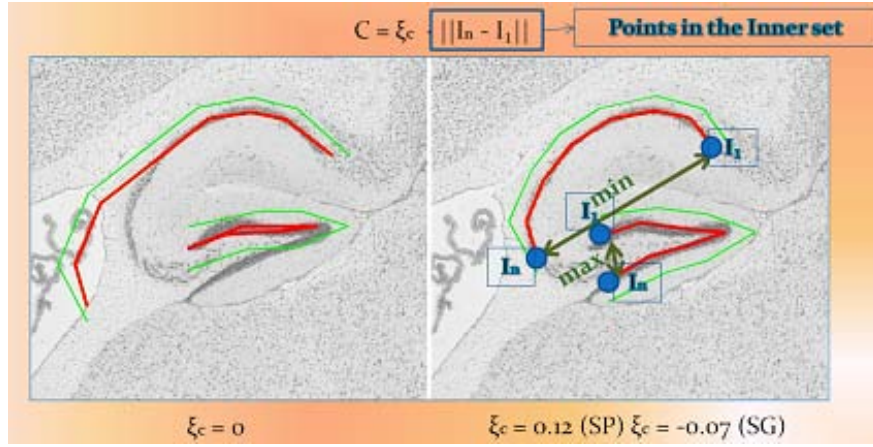 C = ξc ||In - I1|| Points in the Inner set
I1
min
I1
In
max
In
ξc = 0 ξc = 0.12 (SP) ξc = -0.07 (SG)